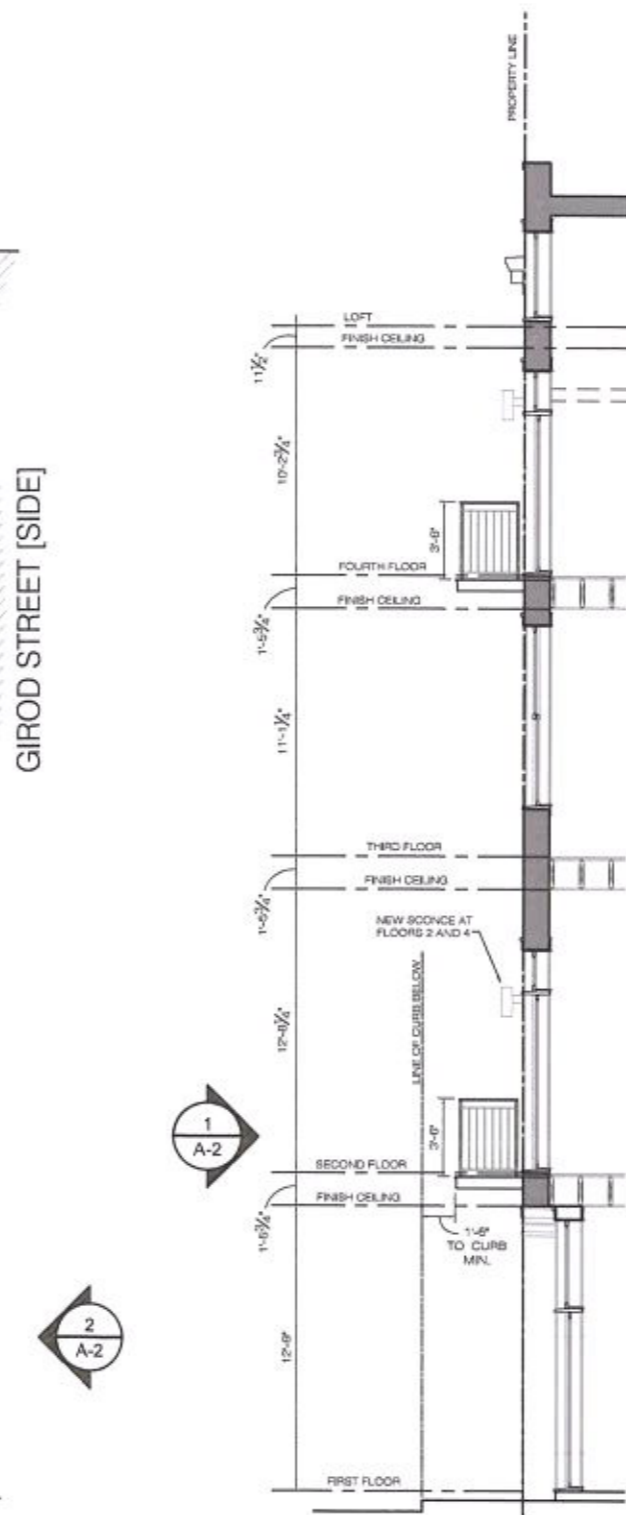 PROPERTY LINE
LOFT
FINISH CEILING
11½"
10'-2¾"
3'-6"
FOURTH FLOOR
FINISH CEILING
1'-5¾"
11'-1¼"
GIROD STREET [SIDE]
THIRD FLOOR
FINISH CEILING
1'-5¾"
NEW SCONCE AT
FLOORS 2 AND 4
LINE OF CURB BELOW
12'-8¼"
1
A-2
3'-6"
SECOND FLOOR
FINISH CEILING
1'-5¾"
1'-6"
TO CURB
MIN.
2
A-2
12'-9"
FIRST FLOOR